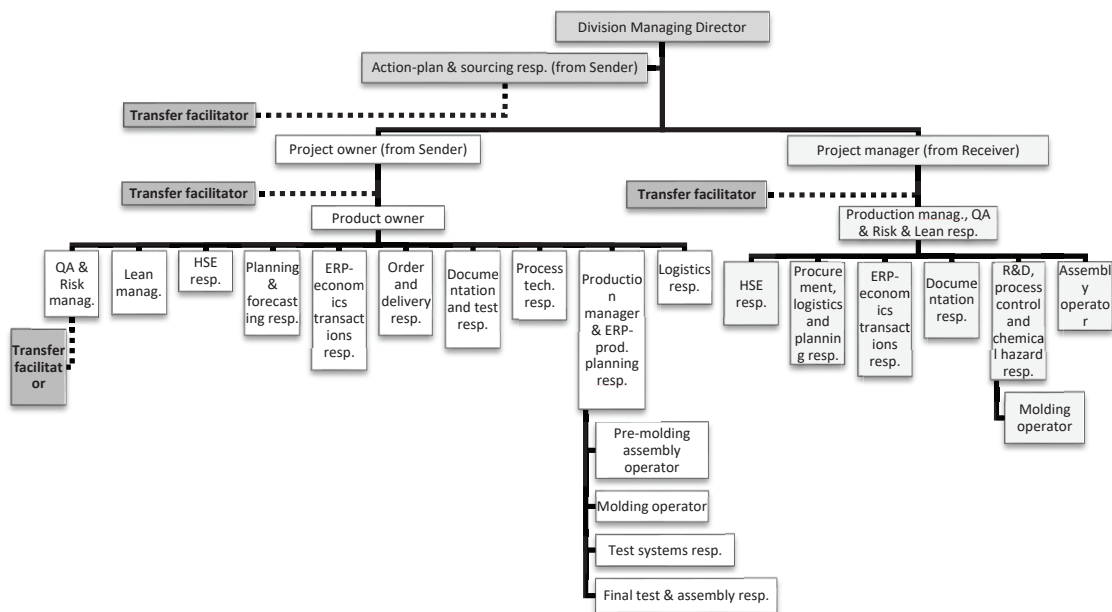 Division Managing Director
Action-plan & sourcing resp. (from Sender)
Transfer facilitator
Project owner (from Sender)
Project manager (from Receiver)
Transfer facilitator
Transfer facilitator
Product owner
Production manag., QA
& Risk & Lean resp.
QA &
Risk
manag.
Lean
manag.
HSE
resp.
Planning
&
forecast
ing resp.
ERP-
econom
ics
transacti
ons
resp.
Order
and
delivery
resp.
Docume
ntation
and test
resp.
Process
tech.
resp.
Productio
n
manager
& ERP-
prod.
planning
resp.
Logistics
resp.
HSE
resp.
Procure
ment,
logistics
and
plannin
g resp.
ERP-
econom
ics
transacti
ons
resp.
Docume
ntation
resp.
R&D,
process
control
and
chemica
l hazard
resp.
Assembl
y
operato
r
Transfer
facilitat
or
Molding
operator
Pre-molding
assembly
operator
Molding operator
Test systems resp.
Final test & assembly resp.